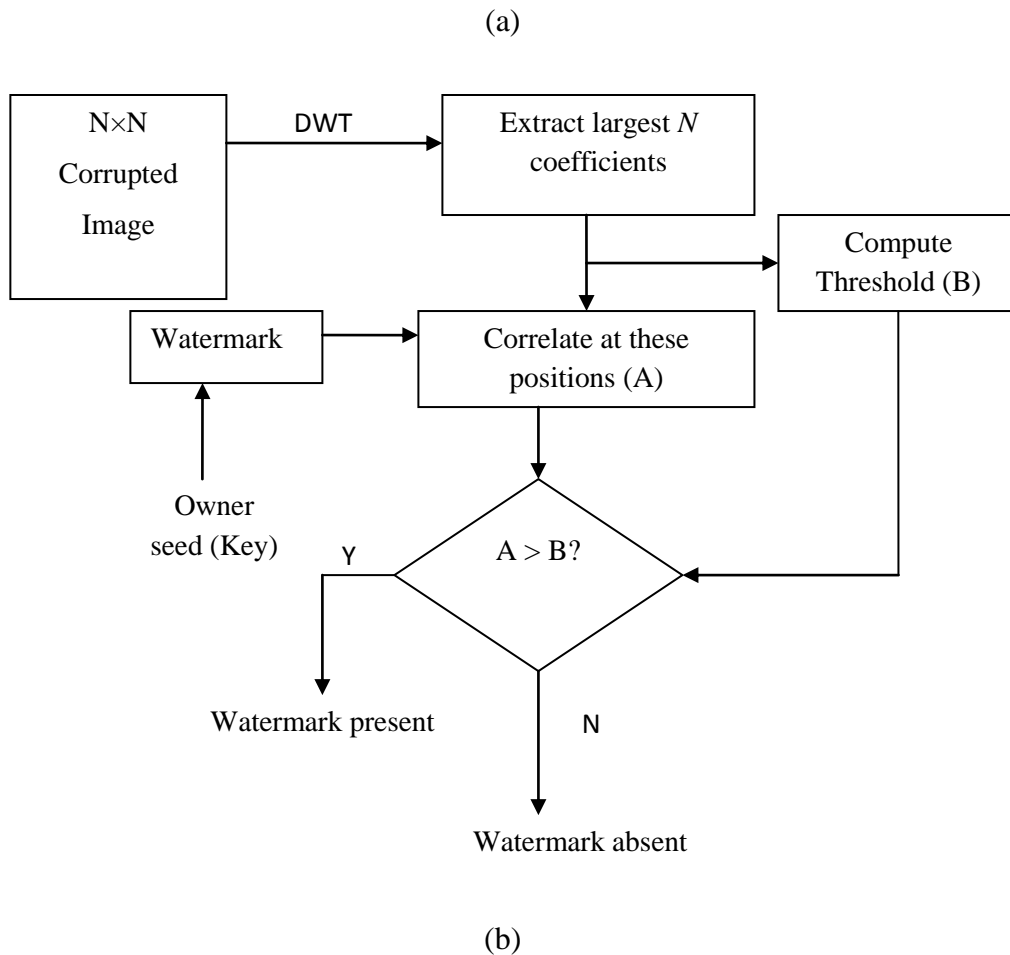 (a)
N×N
Corrupted
Image
DWT
Extract largest N
coefficients
Compute
Threshold (B)
Watermark
Correlate at these
positions (A)
Owner
seed (Key)
Y
A > B?
Watermark present
N
Watermark absent
(b)